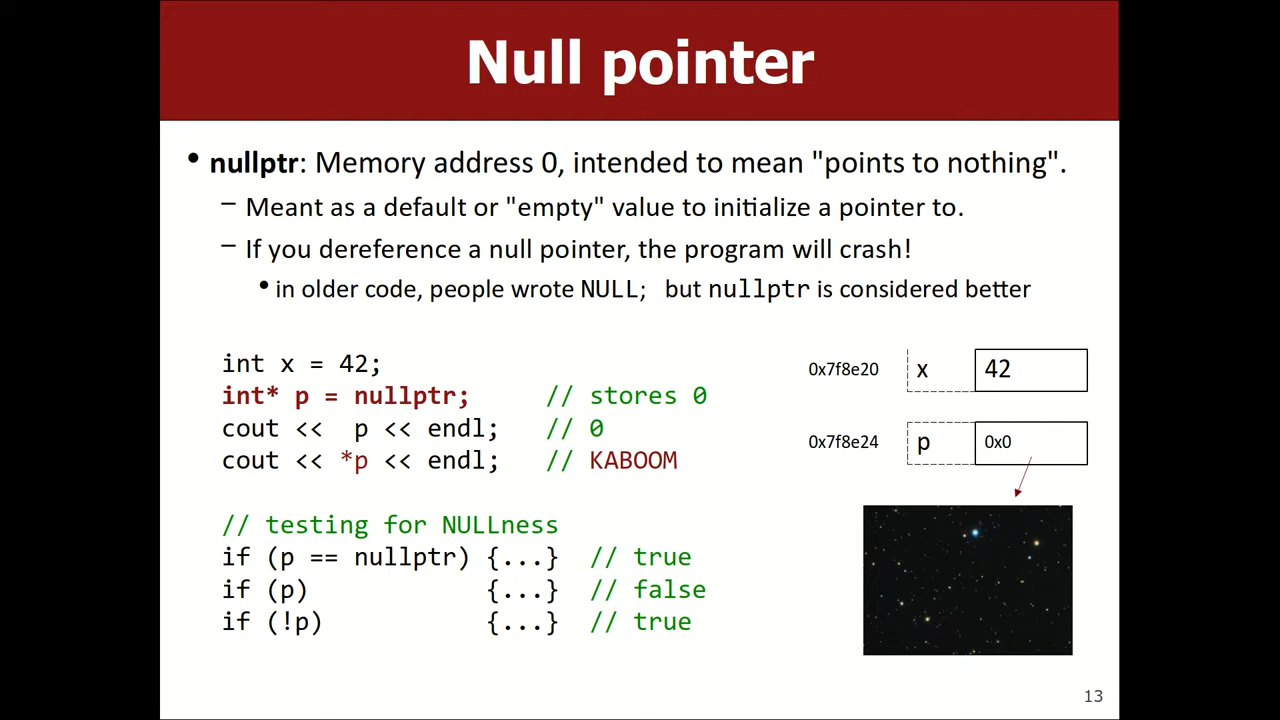 Null pointer
• nullptr: Memory address 0, intended to mean "points to nothing".
– Meant as a default or "empty" value to initialize a pointer to.
– If you dereference a null pointer, the program will crash!
• in older code, people wrote NULL; but nullptr is considered better
int x = 42;
int* p = nullptr; // stores 0
cout << p << endl; // 0
cout << *p << endl; // KABOOM
// testing for NULLness
if (p == nullptr) {...} // true
if (p) {...} // false
if (!p) {...} // true
0x7f8e20 x 42
0x7f8e24 p 0x0
13